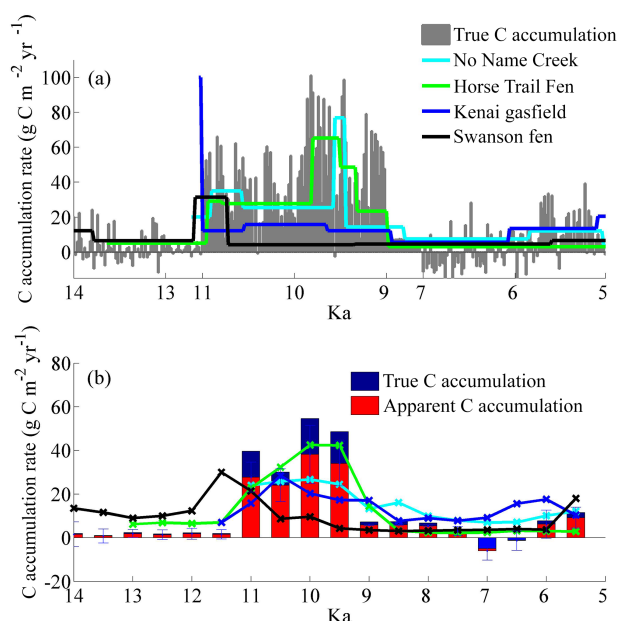 True C accumulation
No Name Creek
Horse Trail Fen
Kenai gasfield
Swanson fen
(a)
C accumulation rate (g C m⁻² yr⁻¹)
100
80
60
40
20
0
14 13 11 10 9 7 6 5
Ka
(b)
True C accumulation
Apparent C accumulation
C accumulation rate (g C m⁻² yr⁻¹)
80
60
40
20
0
−20
14 13 12 11 10 9 8 7 6 5
Ka